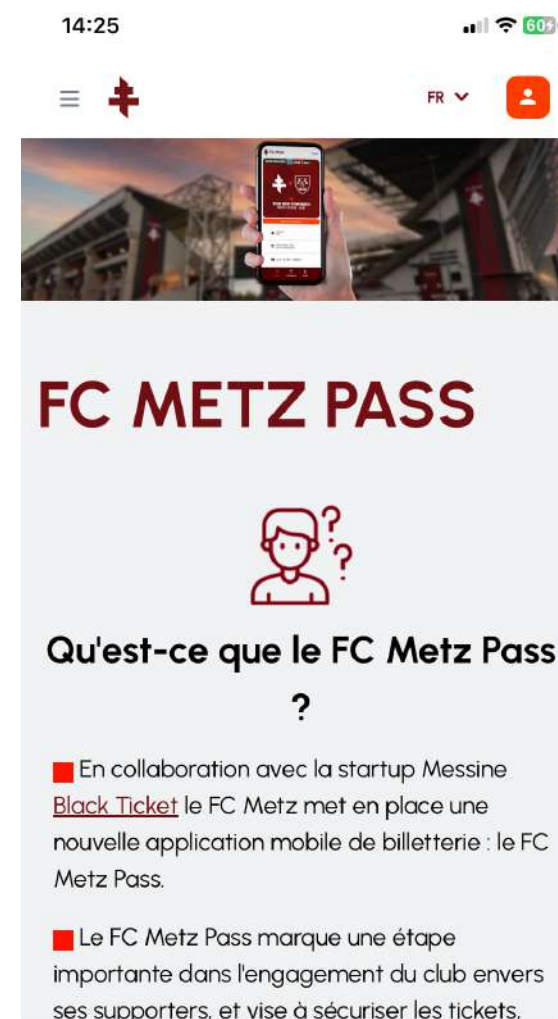 14:25
60
FR
FC METZ PASS
Qu'est-ce que le FC Metz Pass
?
En collaboration avec la startup Messine
Black Ticket le FC Metz met en place une
nouvelle application mobile de billetterie : le FC
Metz Pass.
Le FC Metz Pass marque une étape
importante dans l'engagement du club envers
ses supporters, et vise à sécuriser les tickets,